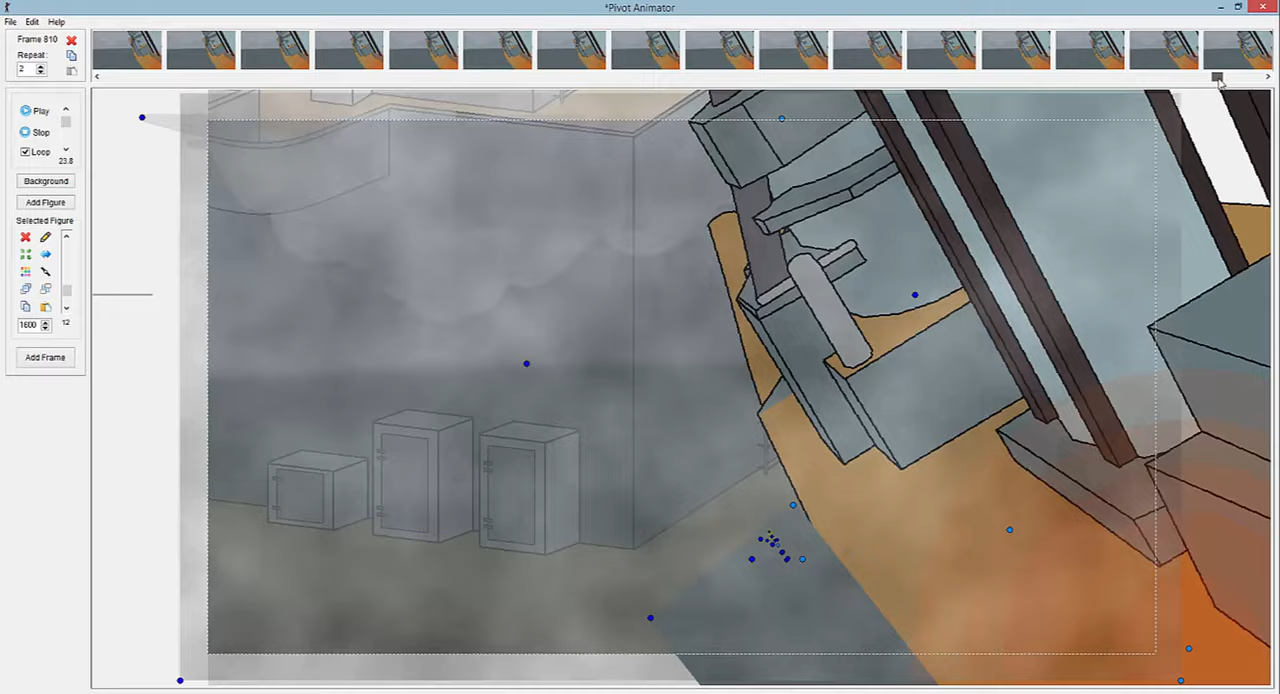 *Pivot Animator
File Edit Help
Frame 810
Repeat:
2
Play
Stop
Loop
23.8
Background
Add Figure
Selected Figure
1600
12
Add Frame